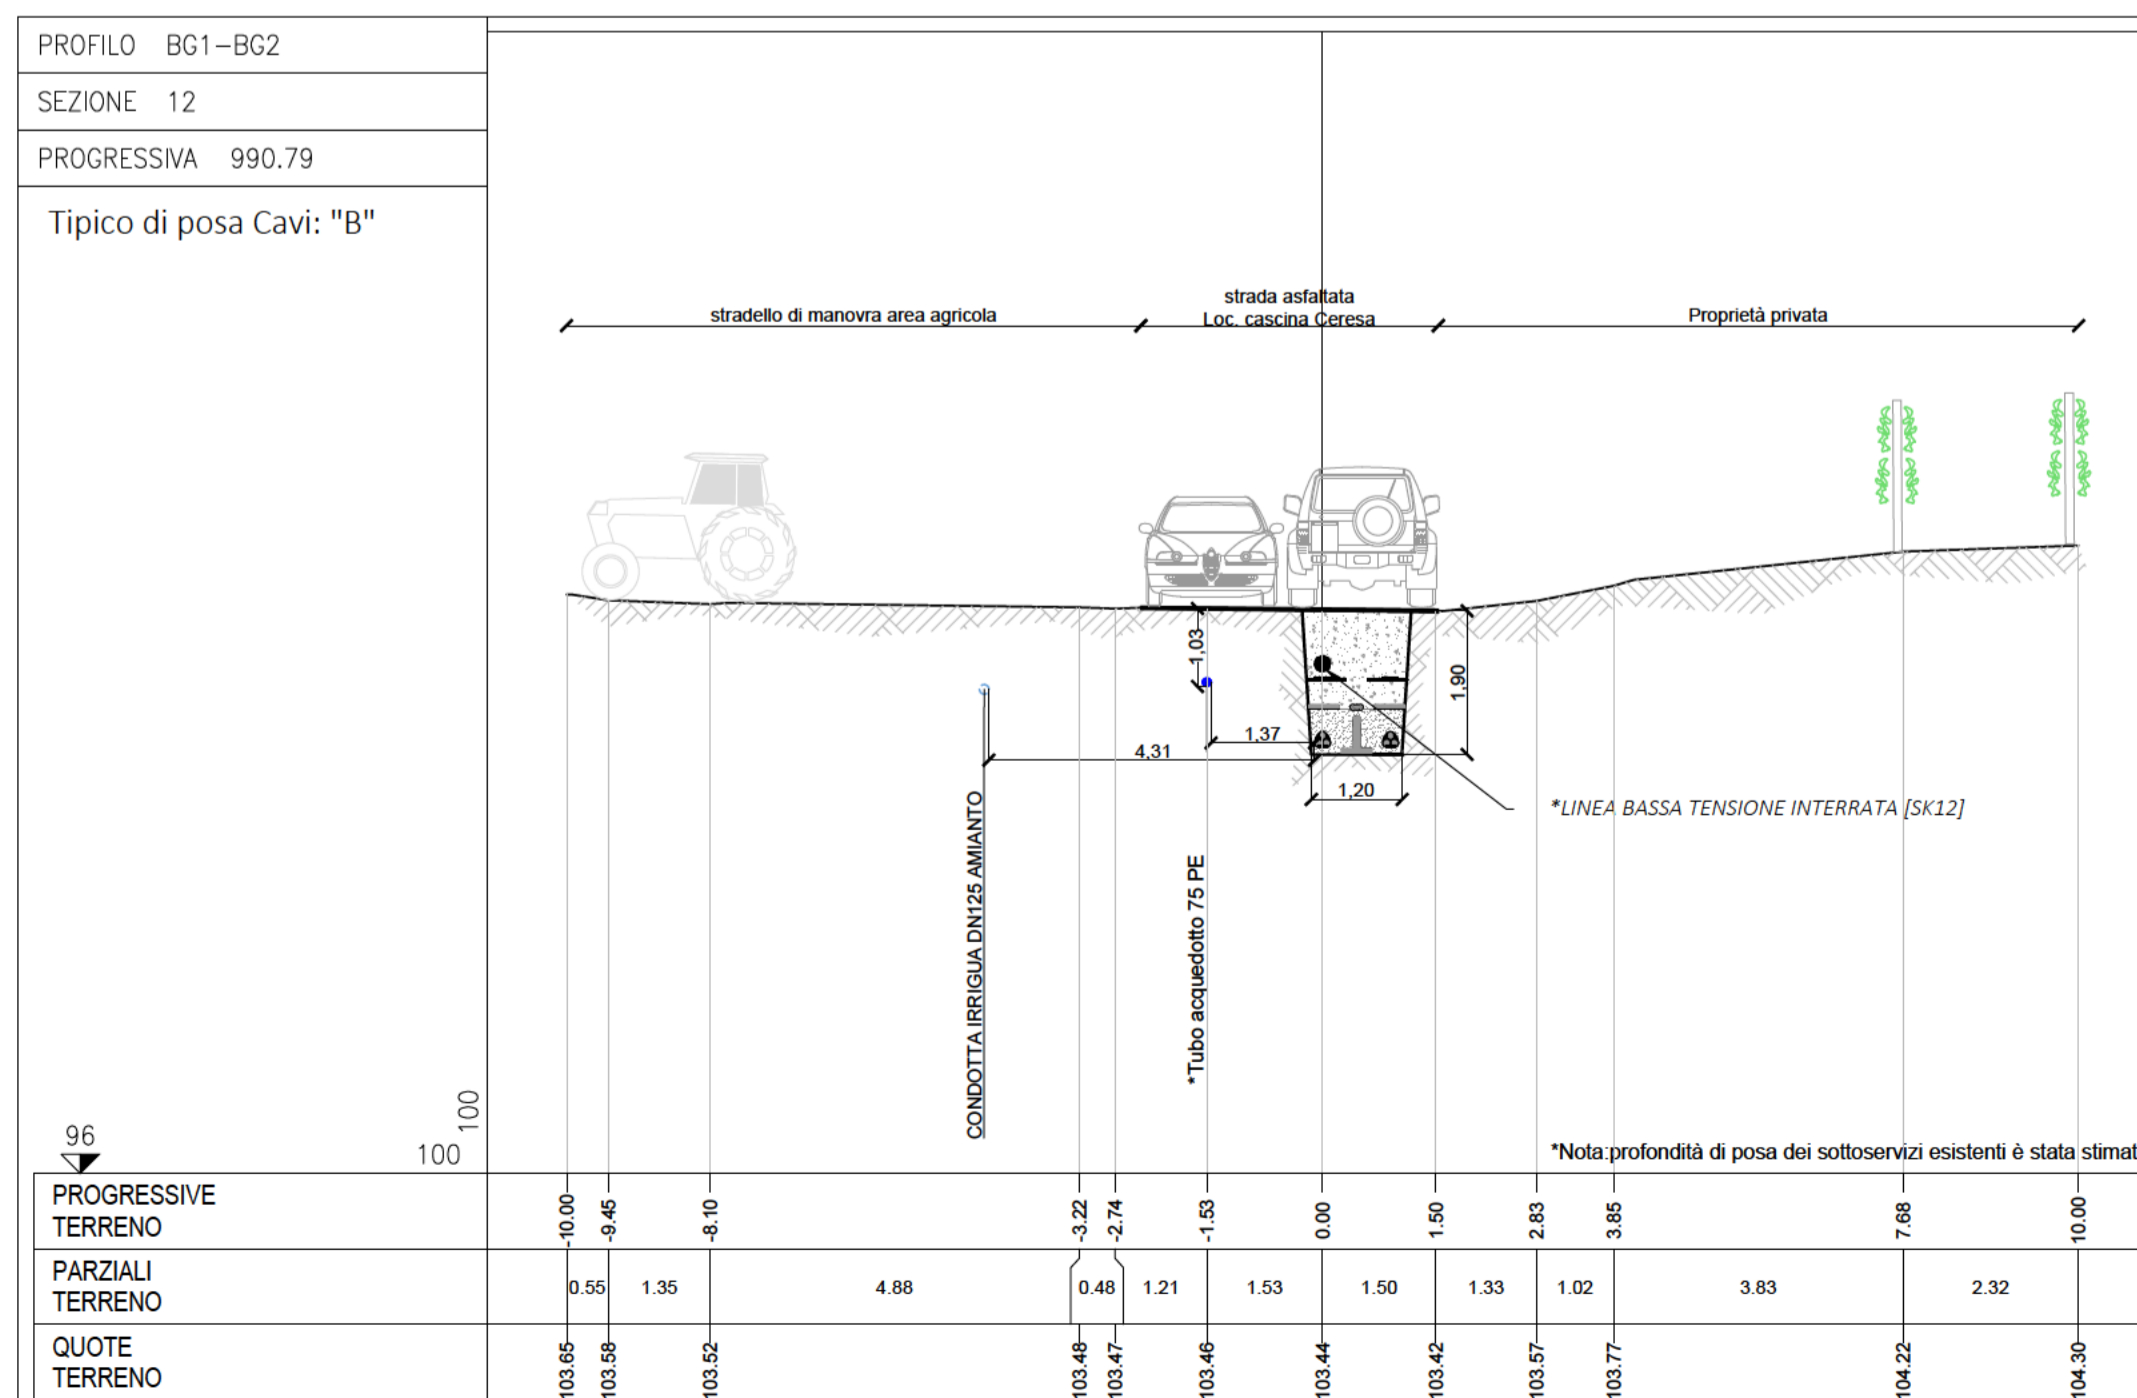 PROFILO BG1-BG2
SEZIONE 12
PROGRESSIVA 990.79
Tipico di posa Cavi: "B"
stradello di manovra area agricola
strada asfaltata
Loc. cascina Ceresa
Proprietà privata
1,03
1,90
1,37
4,31
1,20
*LINEA BASSA TENSIONE INTERRATA [SK12]
CONDOTTA IRRIGUA DN125 AMIANTO
*Tubo acquedotto 75 PE
*Nota:profondità di posa dei sottoservizi esistenti è stata stimat
96
100
100
PROGRESSIVE
TERRENO
-10.00 -9.45 -8.10 -3.22 -2.74 -1.53 0.00 1.50 2.83 3.85 7.68 10.00
PARZIALI
TERRENO
0.55 1.35 4.88 0.48 1.21 1.53 1.50 1.33 1.02 3.83 2.32
QUOTE
TERRENO
103.65 103.58 103.52 103.48 103.47 103.46 103.44 103.42 103.57 103.77 104.22 104.30